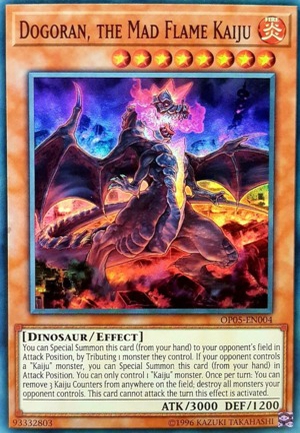 DOGORAN, THE MAD FLAME KAIJU
FIRE
炎
OP05-EN004
[DINOSAUR/EFFECT]
You can Special Summon this card (from your hand) to your opponent's field in
Attack Position, by Tributing 1 monster they control. If your opponent controls
a "Kaiju" monster, you can Special Summon this card (from your hand) in
Attack Position. You can only control 1 "Kaiju" monster. Once per turn: You can
remove 3 Kaiju Counters from anywhere on the field; destroy all monsters your
opponent controls. This card cannot attack the turn this effect is activated.
ATK/3000 DEF/1200
93332803
©1996 KAZUKI TAKAHASHI